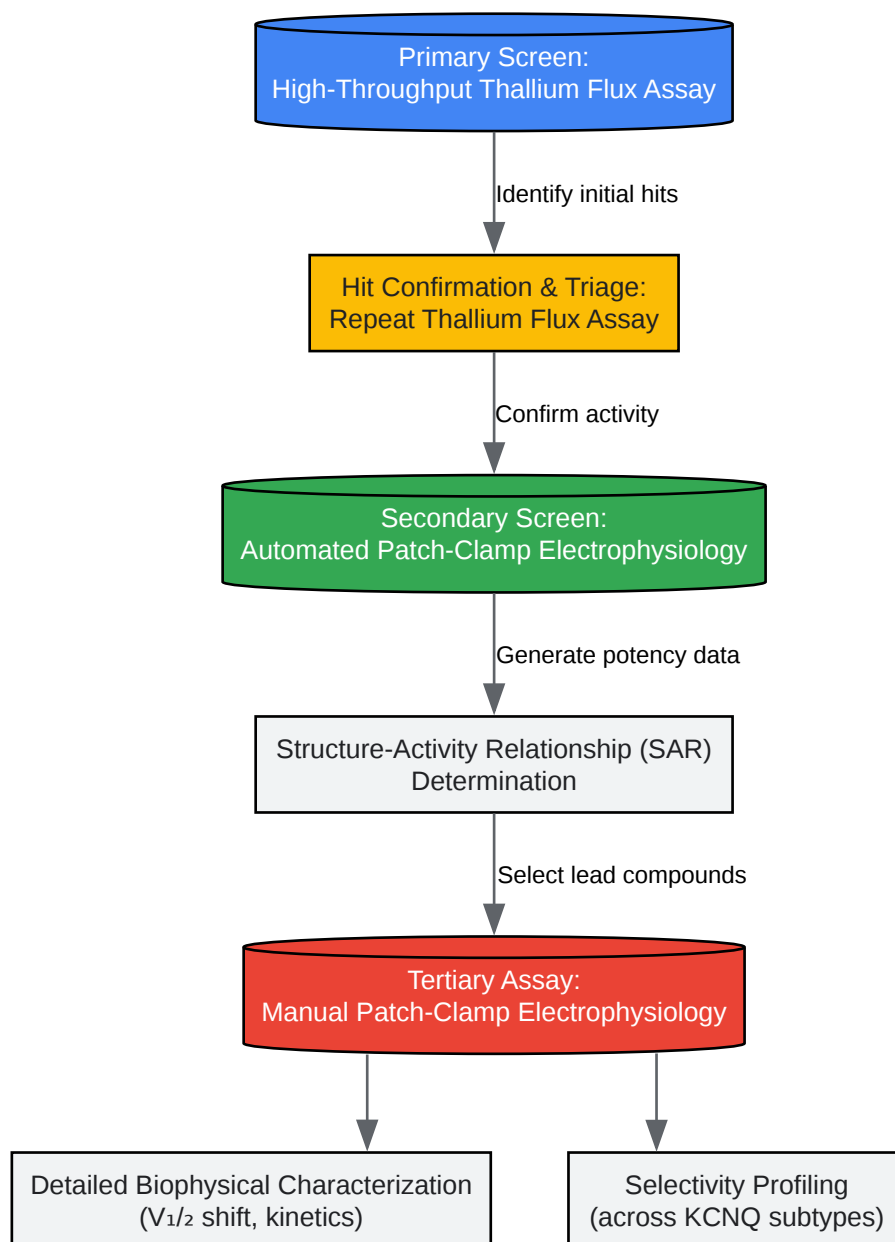 Primary Screen:
High-Throughput Thallium Flux Assay
Identify initial hits
Hit Confirmation & Triage:
Repeat Thallium Flux Assay
Confirm activity
Secondary Screen:
Automated Patch-Clamp Electrophysiology
Generate potency data
Structure-Activity Relationship (SAR)
Determination
Select lead compounds
Tertiary Assay:
Manual Patch-Clamp Electrophysiology
Detailed Biophysical Characterization
(V₁/₂ shift, kinetics)
Selectivity Profiling
(across KCNQ subtypes)